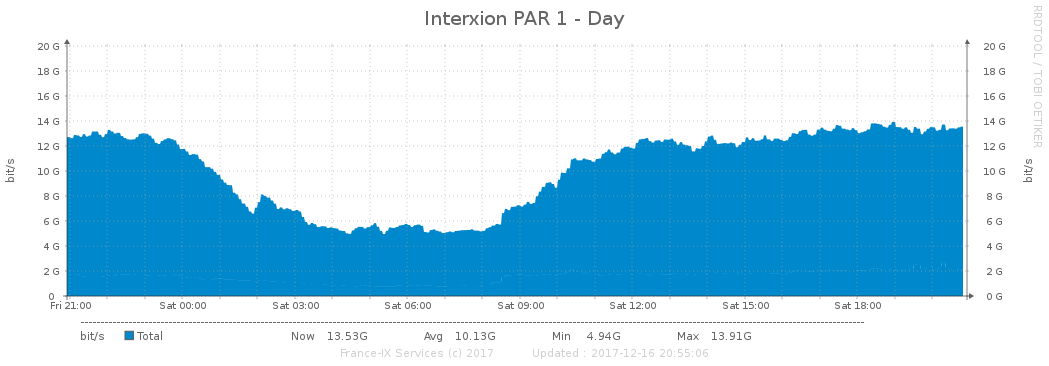 Interxion PAR 1 - Day
RRDTOOL / TOBI OETIKER
bit/s
bit/s
20 G 20 G
18 G 18 G
16 G 16 G
14 G 14 G
12 G 12 G
10 G 10 G
8 G 8 G
6 G 6 G
4 G 4 G
2 G 2 G
0 0 G
Fri 21:00 Sat 00:00 Sat 03:00 Sat 06:00 Sat 09:00 Sat 12:00 Sat 15:00 Sat 18:00
bit/s Total Now 13.53G Avg 10.13G Min 4.94G Max 13.91G
France-IX Services (c) 2017 Updated : 2017-12-16 20:55:06